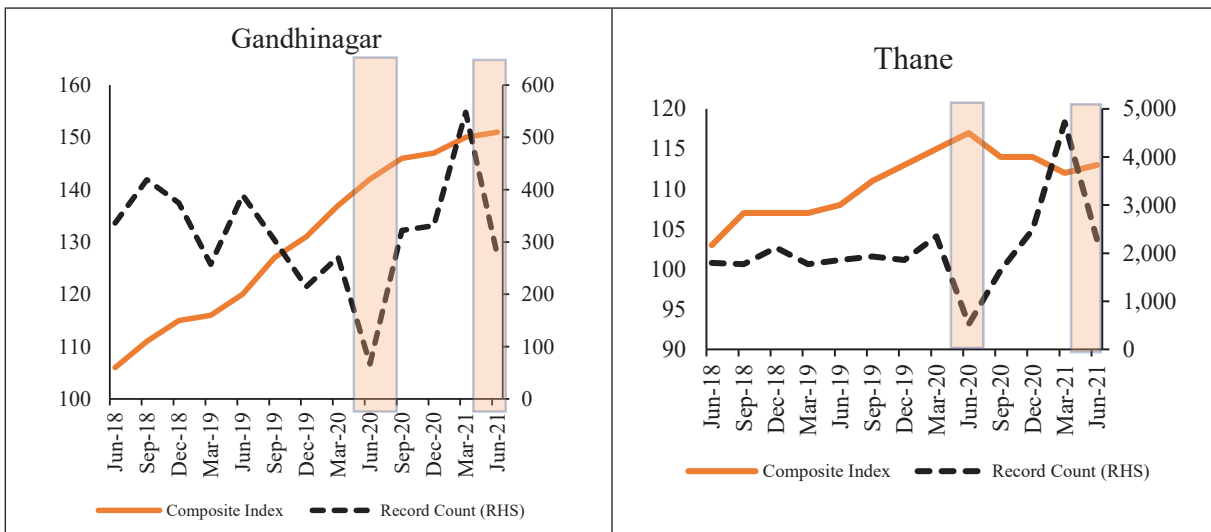 Gandhinagar
160
150
140
130
120
110
100
600
500
400
300
200
100
0
Jun-18
Sep-18
Dec-18
Mar-19
Jun-19
Sep-19
Dec-19
Mar-20
Jun-20
Sep-20
Dec-20
Mar-21
Jun-21
Composite Index
Record Count (RHS)
Thane
120
115
110
105
100
95
90
5,000
4,000
3,000
2,000
1,000
0
Jun-18
Sep-18
Dec-18
Mar-19
Jun-19
Sep-19
Dec-19
Mar-20
Jun-20
Sep-20
Dec-20
Mar-21
Jun-21
Composite Index
Record Count (RHS)